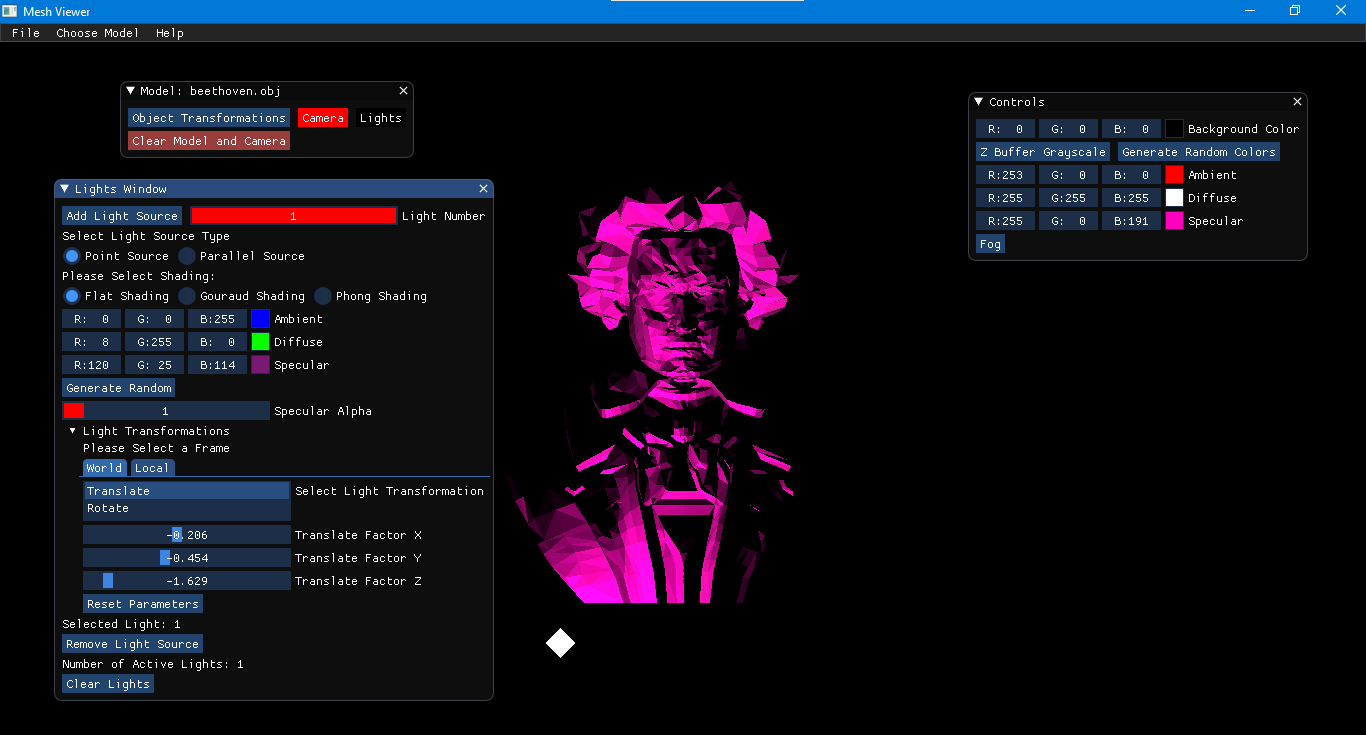 Mesh Viewer
File Choose Model Help
Model: beethoven.obj
Object Transformations Camera Lights
Clear Model and Camera
Lights Window
Add Light Source 1 Light Number
Select Light Source Type
Point Source Parallel Source
Please Select Shading:
Flat Shading Gouraud Shading Phong Shading
R: 0 G: 0 B:255 Ambient
R: 8 G:255 B: 0 Diffuse
R:120 G: 25 B:114 Specular
Generate Random
1 Specular Alpha
Light Transformations
Please Select a Frame
World Local
Translate Select Light Transformation
Rotate
-0.206 Translate Factor X
-0.454 Translate Factor Y
-1.629 Translate Factor Z
Reset Parameters
Selected Light: 1
Remove Light Source
Number of Active Lights: 1
Clear Lights
Controls
R: 0 G: 0 B: 0 Background Color
Z Buffer Grayscale Generate Random Colors
R:253 G: 0 B: 0 Ambient
R:255 G:255 B:255 Diffuse
R:255 G: 0 B:191 Specular
Fog